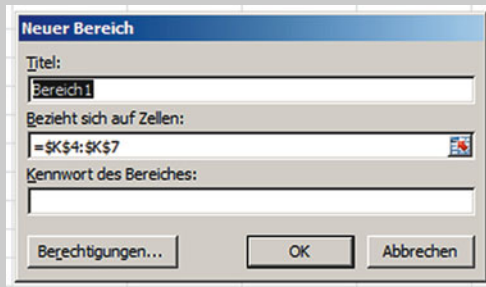 Neuer Bereich
Titel:
Bereich1
Bezieht sich auf Zellen:
=$K$4:$K$7
Kennwort des Bereiches:
Berechtigungen...
OK
Abbrechen